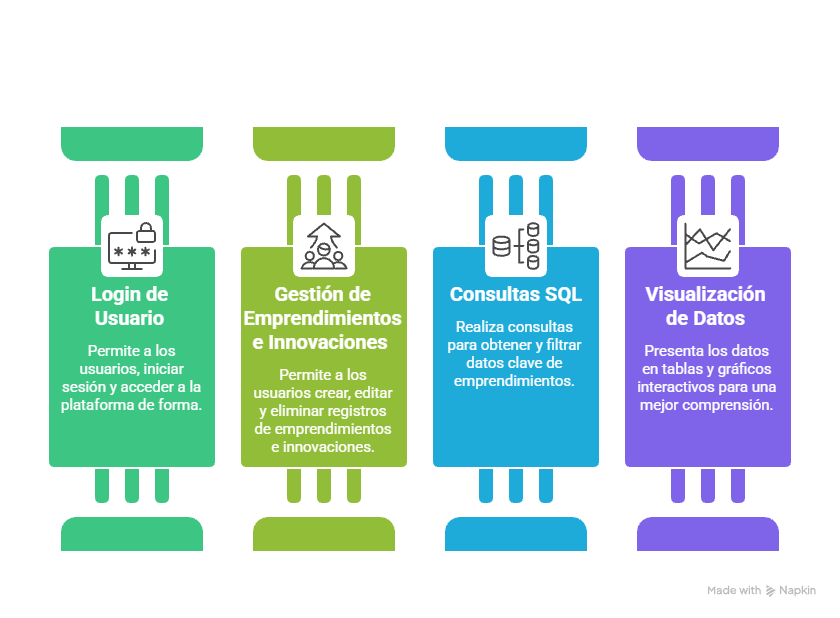 Login de
Usuario
Permite a los
usuarios, iniciar
sesión y acceder a la
plataforma de forma.
Gestión de
Emprendimientos
e Innovaciones
Permite a los
usuarios crear, editar
y eliminar registros
de emprendimientos
e innovaciones.
Consultas SQL
Realiza consultas
para obtener y filtrar
datos clave de
emprendimientos.
Visualización
de Datos
Presenta los datos
en tablas y gráficos
interactivos para una
mejor comprensión.
Made with Napkin